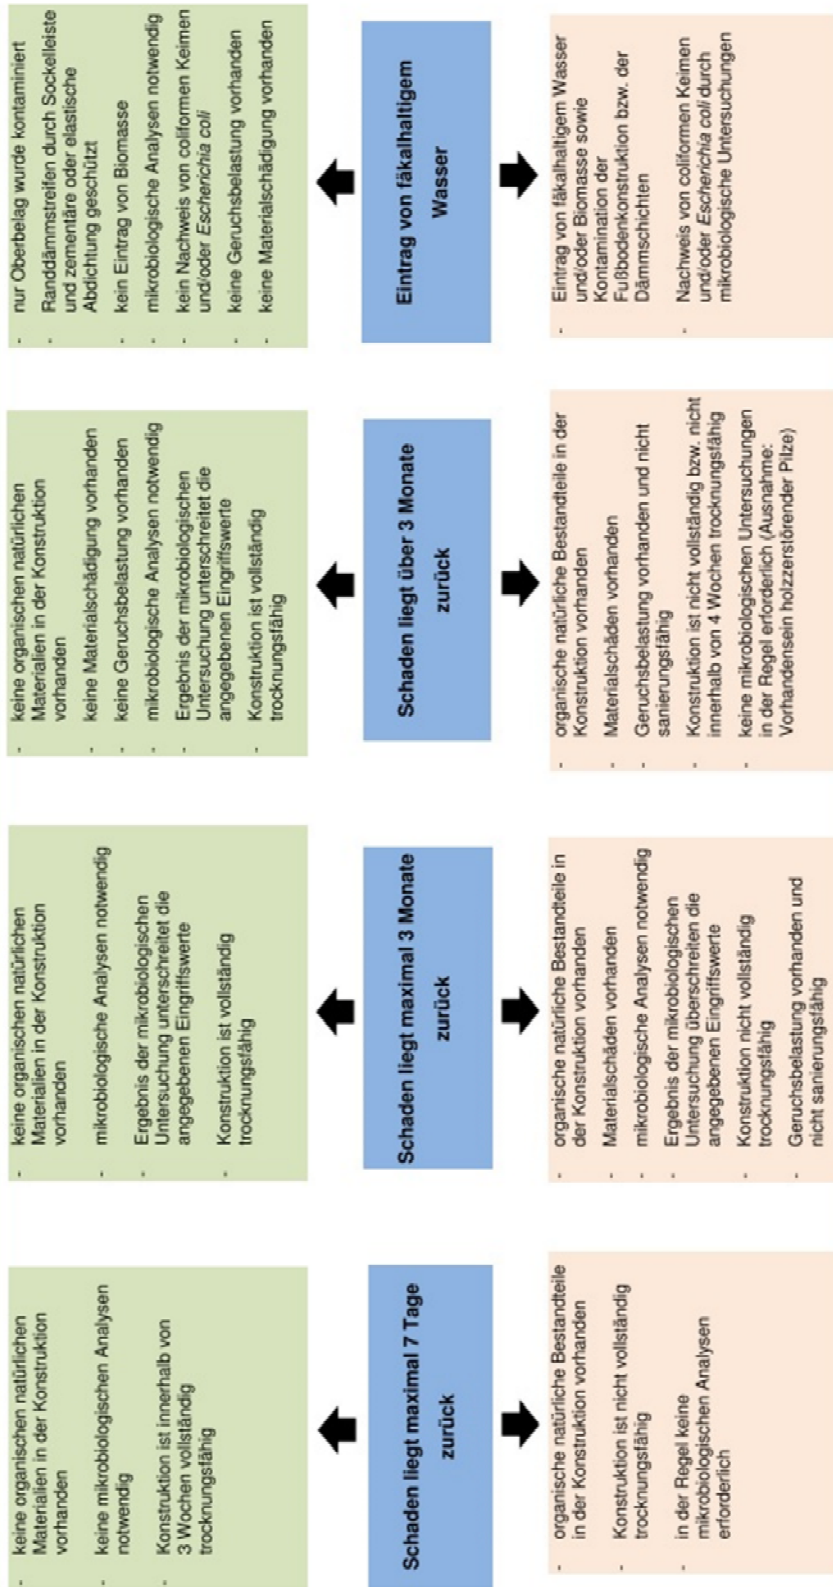 - keine organischen natürlichen
Materialien in der Konstruktion
vorhanden
- keine mikrobiologischen Analysen
notwendig
- Konstruktion ist innerhalb von
3 Wochen vollständig
trocknungsfähig
- keine organischen natürlichen
Materialien in der Konstruktion
vorhanden
- mikrobiologische Analysen notwendig
- Ergebnis der mikrobiologischen
Untersuchung unterschreitet die
angegebenen Eingriffswerte
- Konstruktion ist vollständig
trocknungsfähig
- keine organischen natürlichen
Materialien in der Konstruktion
vorhanden
- keine Materialschädigung vorhanden
- keine Geruchsbelastung vorhanden
- mikrobiologische Analysen notwendig
- Ergebnis der mikrobiologischen
Untersuchung unterschreitet die
angegebenen Eingriffswerte
- Konstruktion ist vollständig
trocknungsfähig
- nur Oberbelag wurde kontaminiert
- Randdämmstreifen durch Sockelleiste
und zementäre oder elastische
Abdichtung geschützt
- kein Eintrag von Biomasse
- mikrobiologische Analysen notwendig
- kein Nachweis von coliformen Keimen
und/oder Escherichia coli
- keine Geruchsbelastung vorhanden
- keine Materialschädigung vorhanden
Schaden liegt maximal 7 Tage
zurück
Schaden liegt maximal 3 Monate
zurück
Schaden liegt über 3 Monate
zurück
Eintrag von fäkalhaltigem
Wasser
- organische natürliche Bestandteile
in der Konstruktion vorhanden
- Konstruktion ist nicht vollständig
trocknungsfähig
- in der Regel keine
mikrobiologischen Analysen
erforderlich
- organische natürliche Bestandteile in
der Konstruktion vorhanden
- Materialschäden vorhanden
- mikrobiologische Analysen notwendig
- Ergebnis der mikrobiologischen
Untersuchung überschreiten die
angegebenen Eingriffswerte
- Konstruktion nicht vollständig
trocknungsfähig
- Geruchsbelastung vorhanden und
nicht sanierungsfähig
- organische natürliche Bestandteile in der
Konstruktion vorhanden
- Materialschäden vorhanden
- Geruchsbelastung vorhanden und nicht
sanierungsfähig
- Konstruktion ist nicht vollständig bzw. nicht
innerhalb von 4 Wochen trocknungsfähig
- keine mikrobiologischen Untersuchungen
in der Regel erforderlich (Ausnahme:
Vorhandensein holzzerstörender Pilze)
- Eintrag von fäkalhaltigem Wasser
und/oder Biomasse sowie
Kontamination der
Fußbodenkonstruktion bzw. der
Dämmschichten
- Nachweis von coliformen Keimen
und/oder Escherichia coli durch
mikrobiologische Untersuchungen